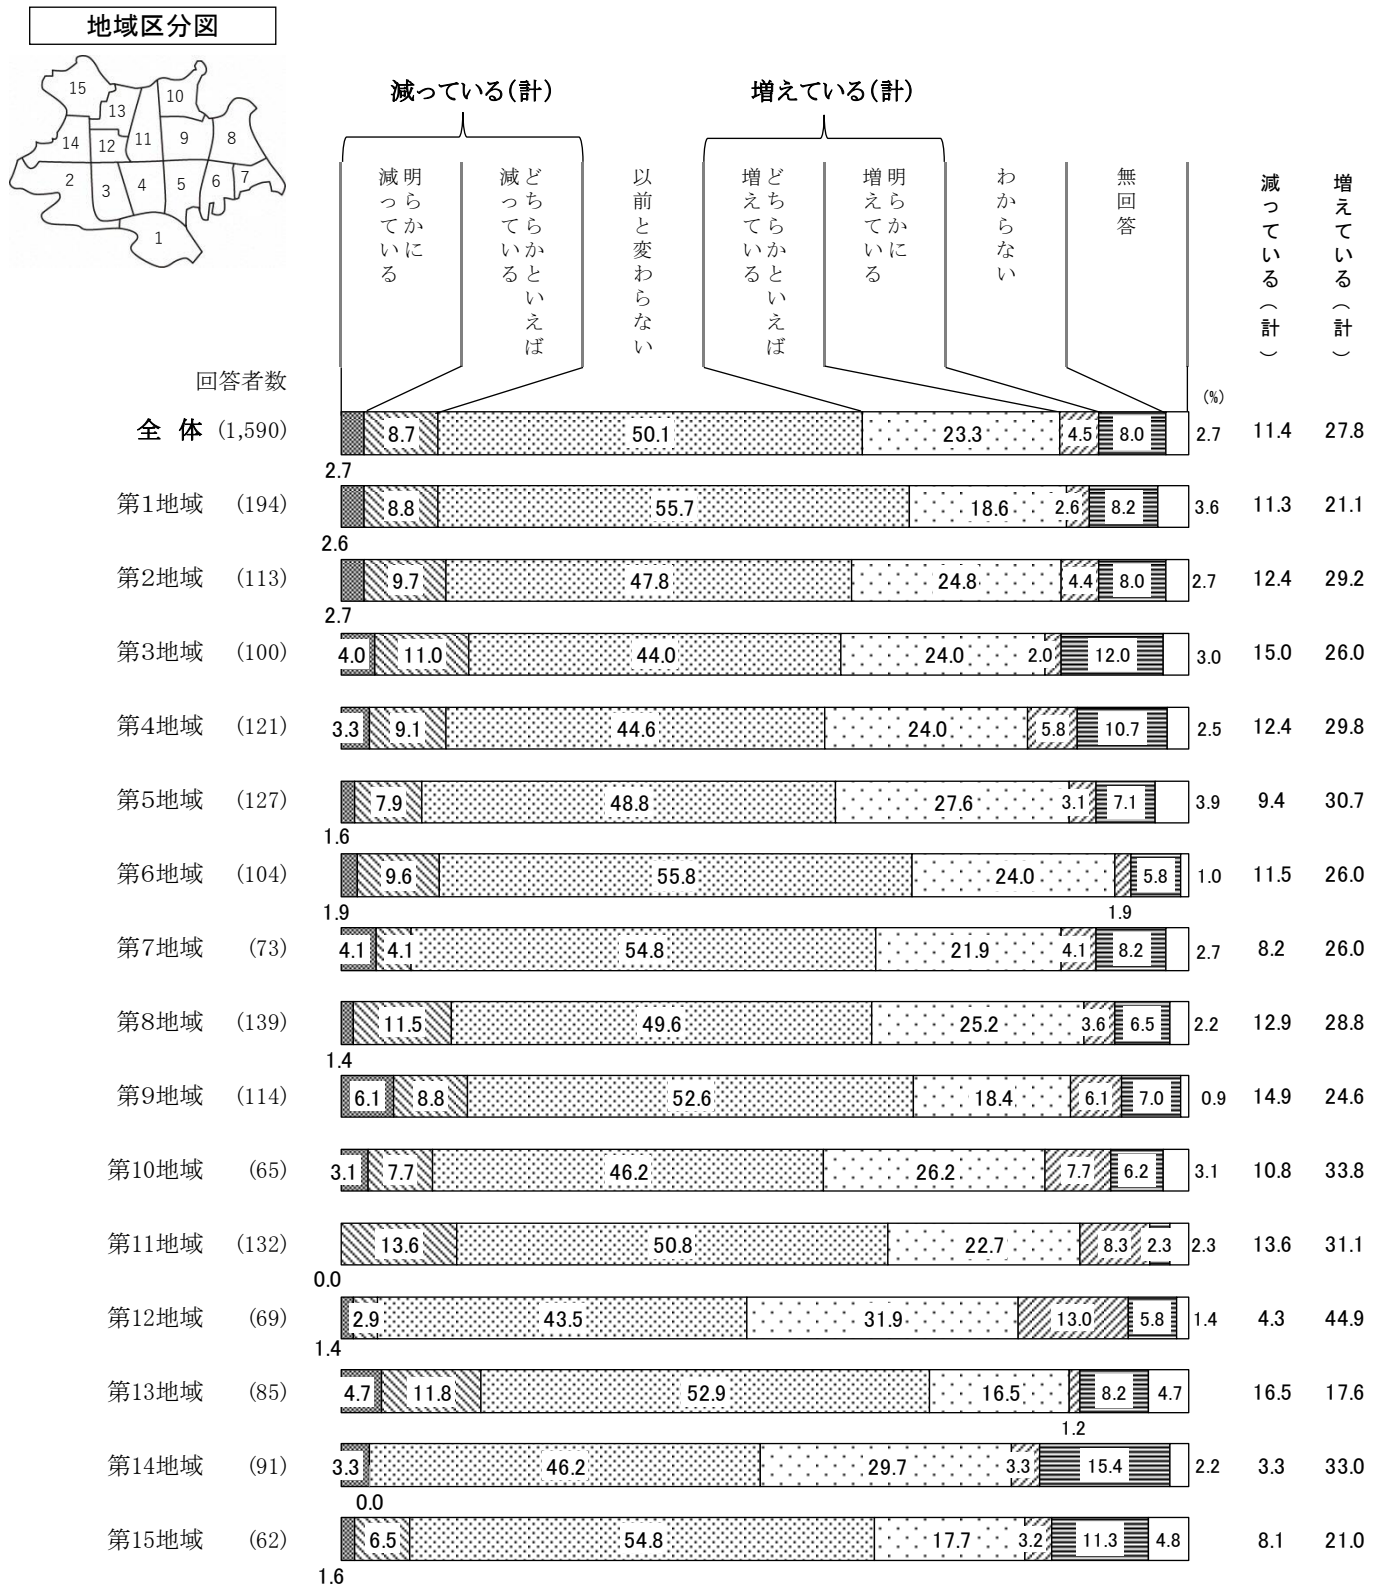 地域区分図
15
10
13
14
12
11
9
8
2
3
4
5
6
7
1
減っている(計)
増えている(計)
明らかに減っている
どちらかといえば減っている
以前と変わらない
どちらかといえば増えている
明らかに増えている
わからない
無回答
減っている(計)
増えている(計)
回答者数
(%)
全体 (1,590) 8.7 50.1 23.3 4.5 8.0 2.7 11.4 27.8
2.7
第1地域 (194) 8.8 55.7 18.6 2.6 8.2 3.6 11.3 21.1
2.6
第2地域 (113) 9.7 47.8 24.8 4.4 8.0 2.7 12.4 29.2
2.7
第3地域 (100) 4.0 11.0 44.0 24.0 2.0 12.0 3.0 15.0 26.0
第4地域 (121) 3.3 9.1 44.6 24.0 5.8 10.7 2.5 12.4 29.8
第5地域 (127) 7.9 48.8 27.6 3.1 7.1 3.9 9.4 30.7
1.6
第6地域 (104) 9.6 55.8 24.0 5.8 1.0 11.5 26.0
1.9 1.9
第7地域 (73) 4.1 4.1 54.8 21.9 4.1 8.2 2.7 8.2 26.0
第8地域 (139) 11.5 49.6 25.2 3.6 6.5 2.2 12.9 28.8
1.4
第9地域 (114) 6.1 8.8 52.6 18.4 6.1 7.0 0.9 14.9 24.6
第10地域 (65) 3.1 7.7 46.2 26.2 7.7 6.2 3.1 10.8 33.8
第11地域 (132) 13.6 50.8 22.7 8.3 2.3 2.3 13.6 31.1
0.0
第12地域 (69) 2.9 43.5 31.9 13.0 5.8 1.4 4.3 44.9
1.4
第13地域 (85) 4.7 11.8 52.9 16.5 8.2 4.7 16.5 17.6
1.2
第14地域 (91) 3.3 46.2 29.7 3.3 15.4 2.2 3.3 33.0
0.0
第15地域 (62) 6.5 54.8 17.7 3.2 11.3 4.8 8.1 21.0
1.6